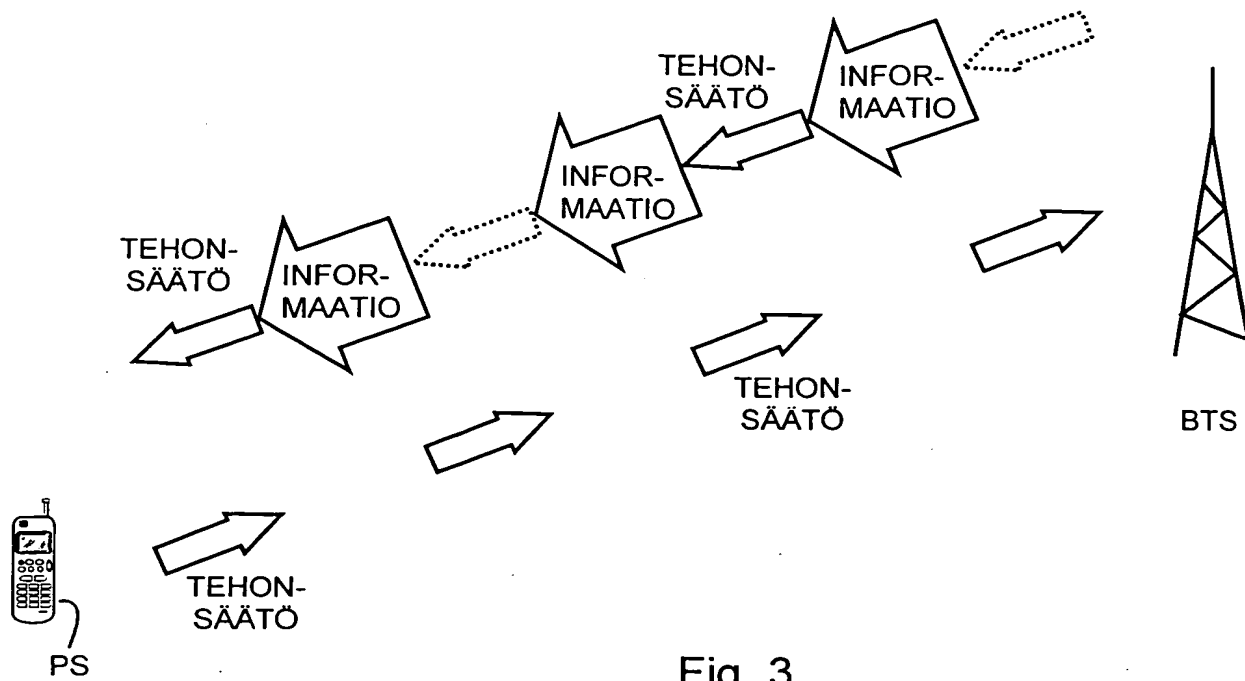 TEHON-
SÄÄTÖ
INFOR-
MAATIO
INFOR-
MAATIO
TEHON-
SÄÄTÖ
INFOR-
MAATIO
TEHON-
SÄÄTÖ
BTS
TEHON-
SÄÄTÖ
PS
Fig. 3